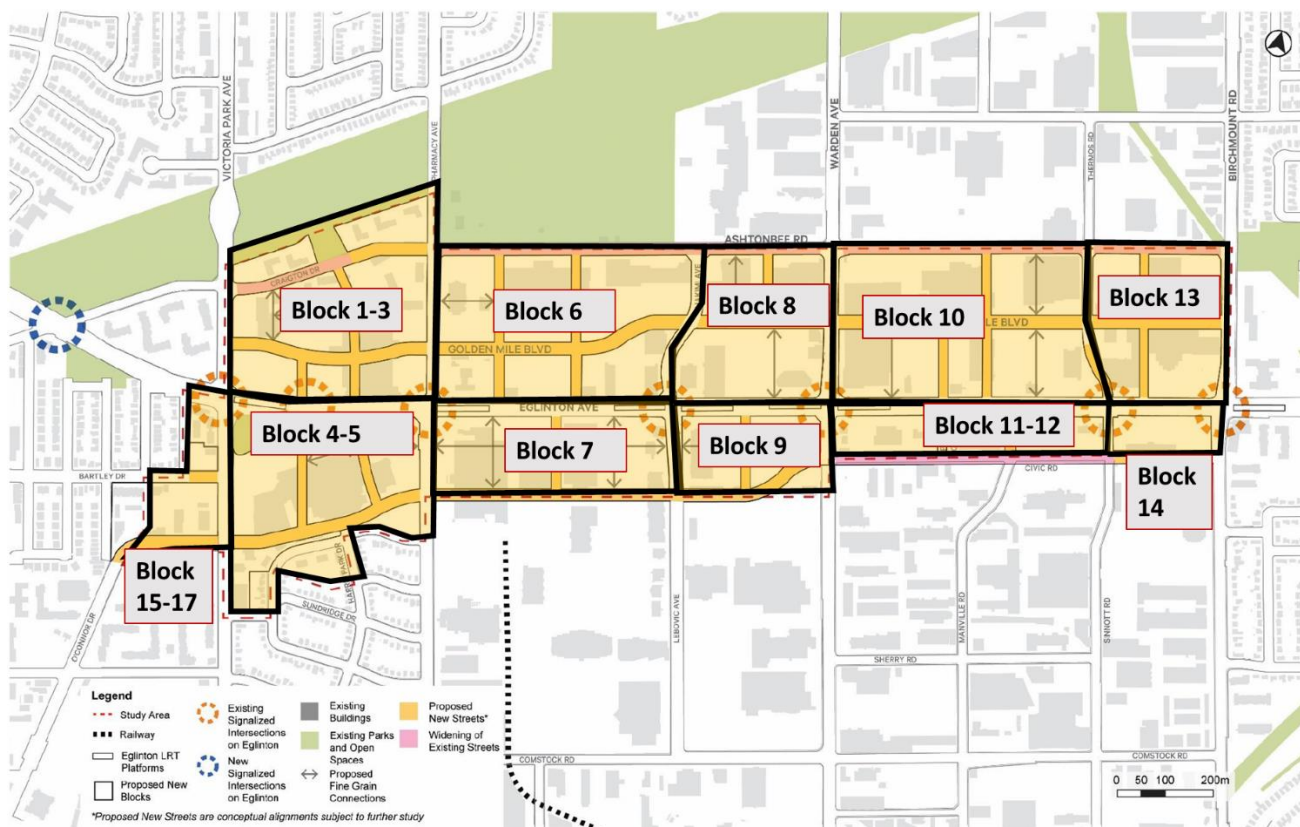 VICTORIA PARK AVE
PHARMACY AVE
WARDEN AVE
THERMOS RD
BIRCHMOUNT RD
ASHTONBEE RD
CRAIGTON DR
Block 1-3
Block 6
Block 8
Block 10
Block 13
GOLDEN MILE BLVD
LE BLVD
EGLINTON AVE
Block 4-5
Block 7
Block 9
Block 11-12
Block
14
BARTLEY DR
CIVIC RD
Block
15-17
SUNDRIDGE DR
O'CONNOR DR
LEBOVIC AVE
MANVILLE RD
SINNOTT RD
SHERRY RD
COMSTOCK RD
COMSTOCK RD
Legend
Study Area
Railway
Eglinton LRT
Platforms
Proposed New
Blocks
Existing
Signalized
Intersections
on Eglinton
New
Signalized
Intersections
on Eglinton
Existing
Buildings
Existing Parks
and Open
Spaces
Proposed
Fine Grain
Connections
Proposed
New Streets*
Widening of
Existing Streets
0 50 100 200m
*Proposed New Streets are conceptual alignments subject to further study